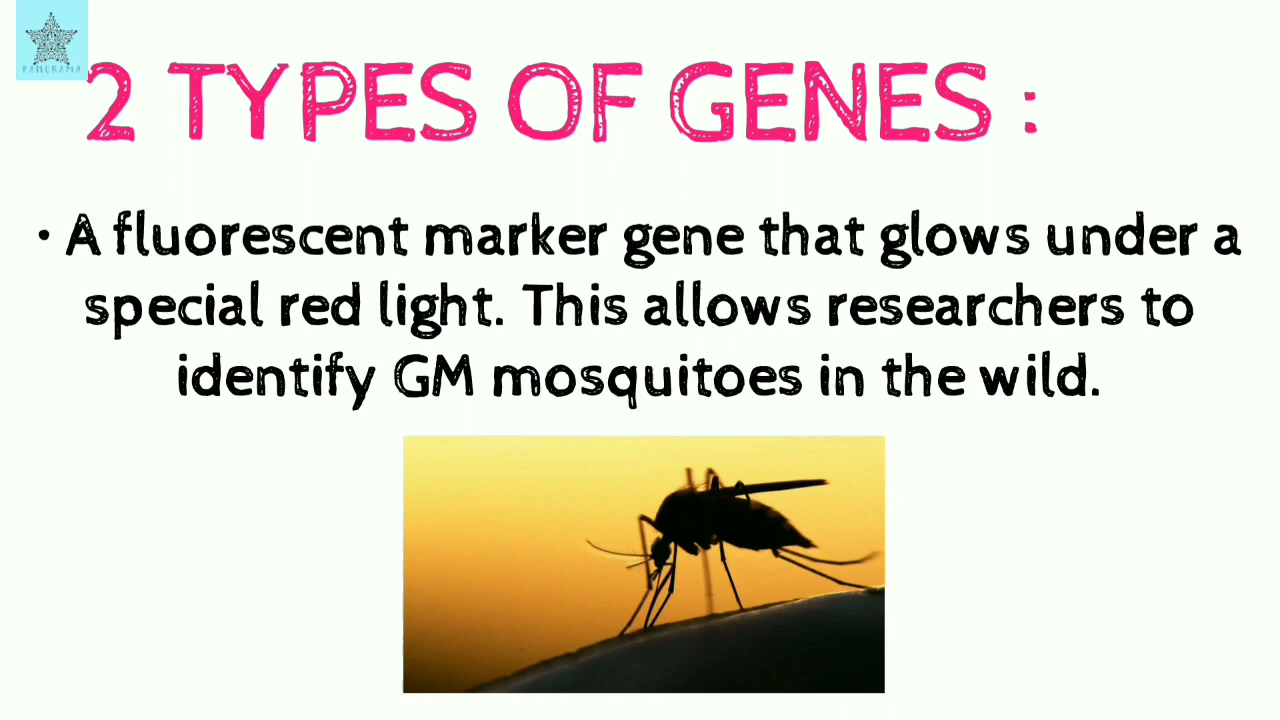 PANORAMA
2 TYPES OF GENES :
• A fluorescent marker gene that glows under a
special red light. This allows researchers to
identify GM mosquitoes in the wild.